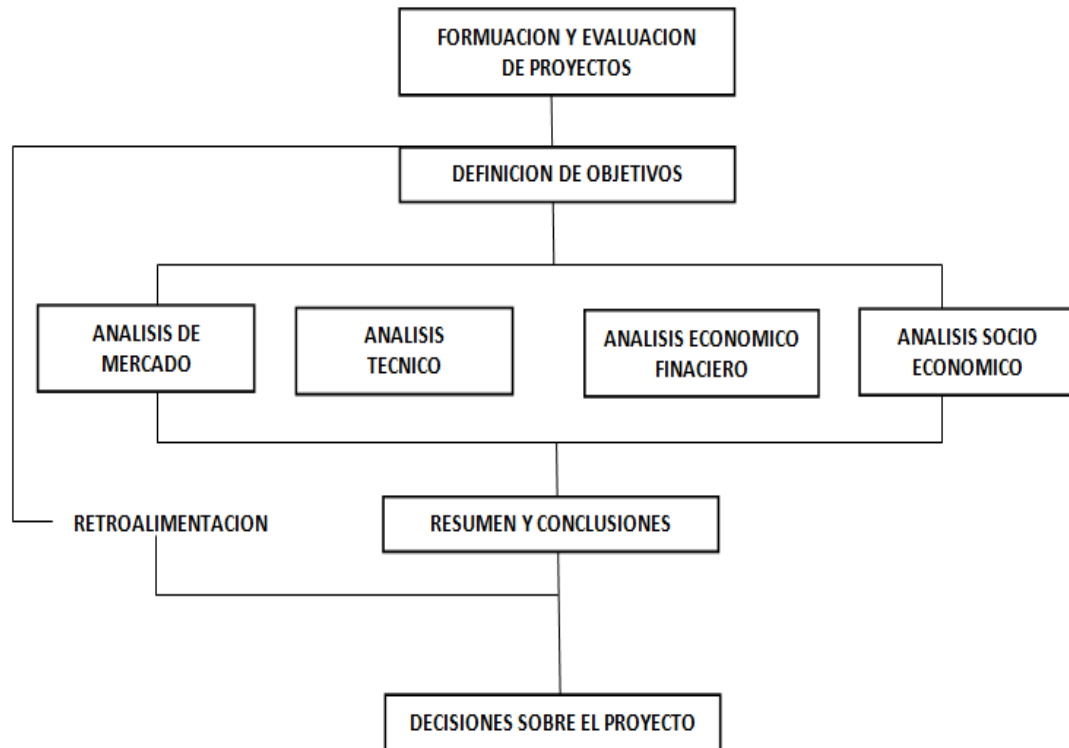 FORMUACION Y EVALUACION
DE PROYECTOS
DEFINICION DE OBJETIVOS
ANALISIS DE
MERCADO
ANALISIS
TECNICO
ANALISIS ECONOMICO
FINACIERO
ANALISIS SOCIO
ECONOMICO
RETROALIMENTACION
RESUMEN Y CONCLUSIONES
DECISIONES SOBRE EL PROYECTO